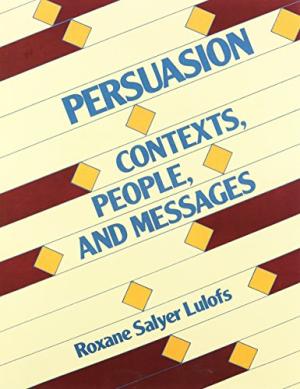 PERSUASION
CONTEXTS,
PEOPLE,
AND MESSAGES
Roxane Salyer Lulofs